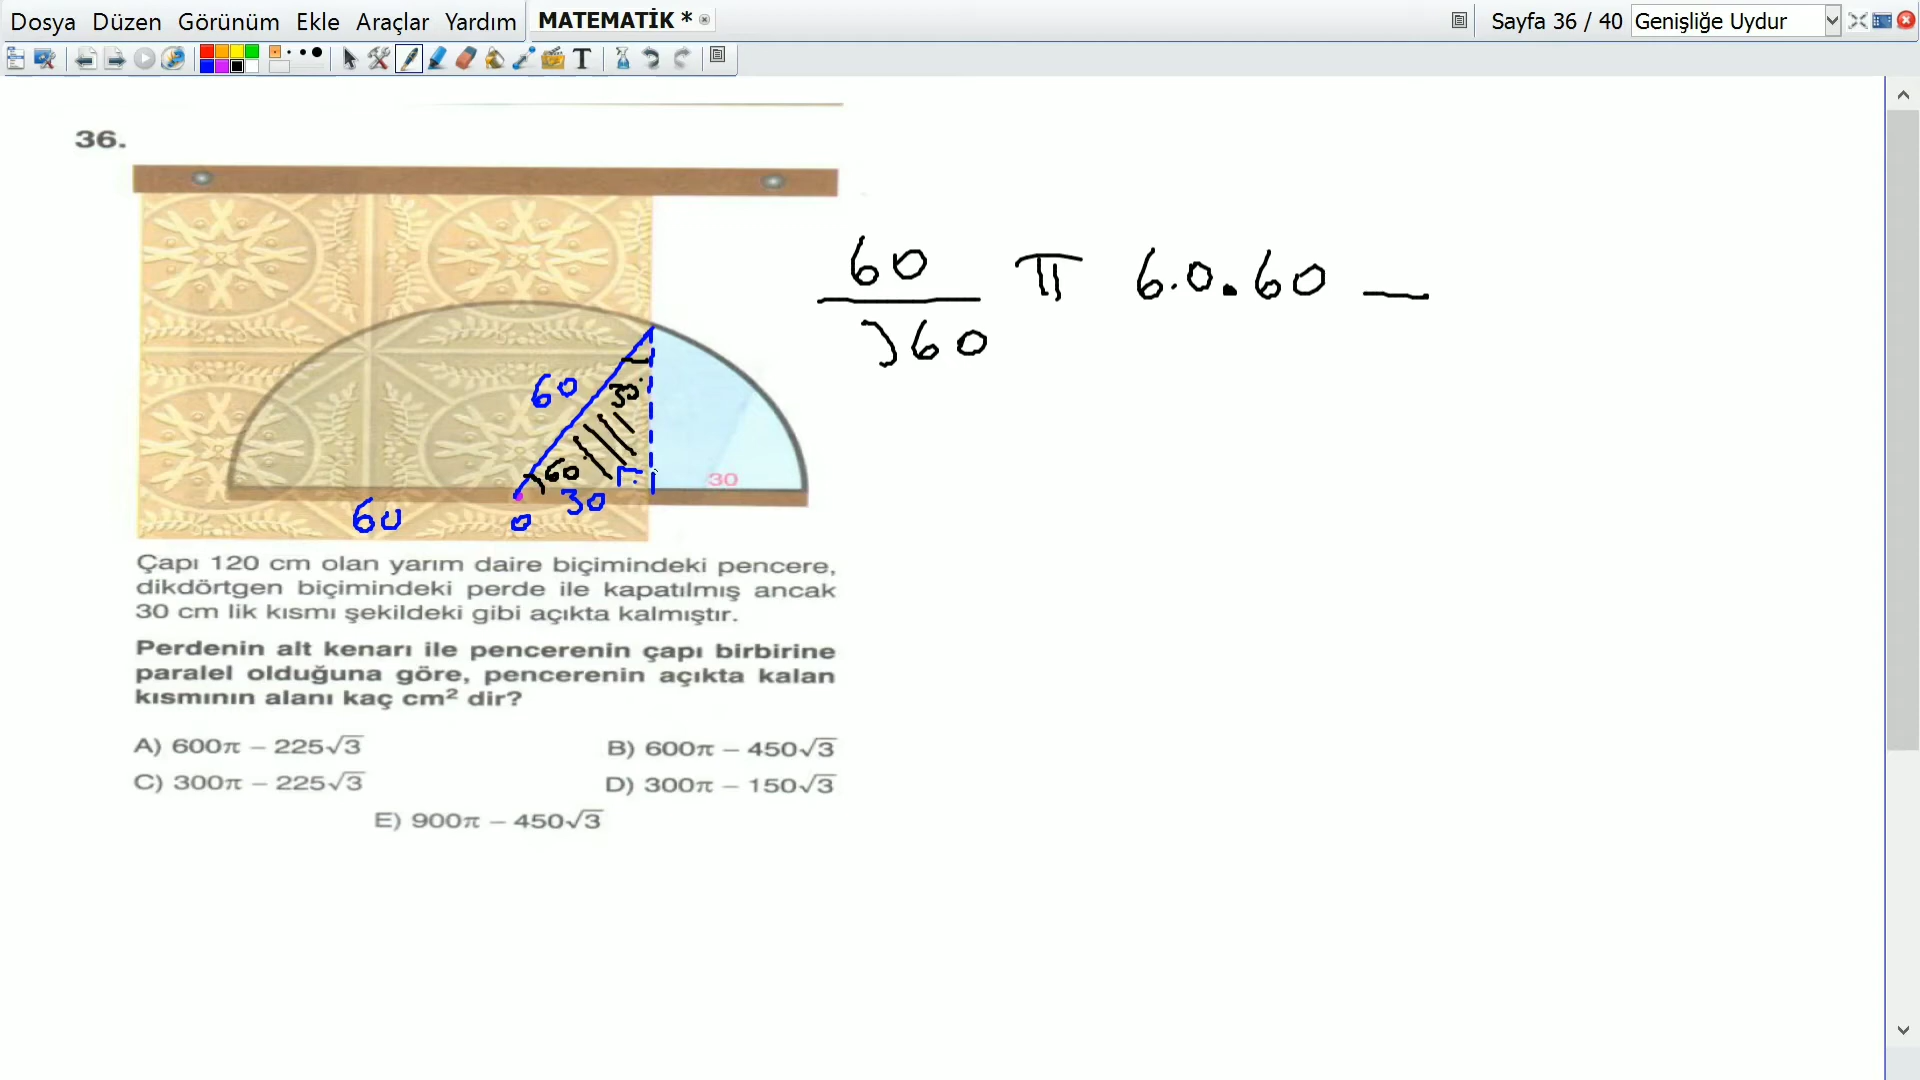 Dosya Düzen Görünüm Ekle Araçlar Yardım MATEMATİK * Sayfa 36 / 40 Genişliğe Uydur
T
36.
60 π 6.0.60 —
360
60
30
60
30
30
60
0
Çapı 120 cm olan yarım daire biçimindeki pencere,
dikdörtgen biçimindeki perde ile kapatılmış ancak
30 cm lik kısmı şekildeki gibi açıkta kalmıştır.
Perdenin alt kenarı ile pencerenin çapı birbirine
paralel olduğuna göre, pencerenin açıkta kalan
kısmının alanı kaç cm² dir?
A) 600π – 225√3 B) 600π – 450√3
C) 300π – 225√3 D) 300π – 150√3
E) 900π – 450√3